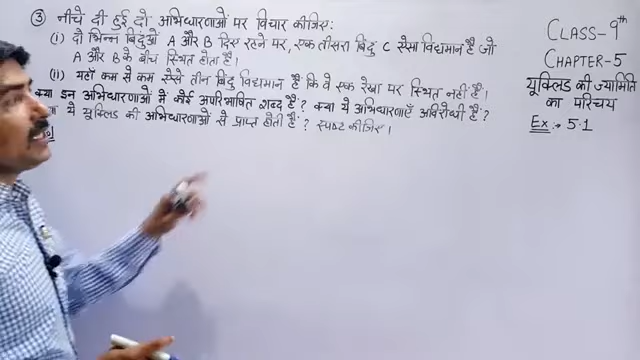 ③ नीचे दी हुई दो अभिधारणाओं पर विचार कीजिए:
(i) दो भिन्न बिंदुओं A और B दिए रहने पर, एक तीसरा बिंदु C ऐसा विद्यमान है जो
A और B के बीच स्थित होता है।
(ii) यहाँ कम से कम ऐसे तीन बिंदु विद्यमान हैं कि वे एक रेखा पर स्थित नहीं हैं।
क्या इन अभिधारणाओं में कोई अपरिभाषित शब्द हैं? क्या ये अभिधारणाएँ अविरोधी हैं?
ये यूक्लिड की अभिधारणाओं से प्राप्त होती हैं? स्पष्ट कीजिए।
CLASS-9th
CHAPTER-5
यूक्लिड की ज्यामिति
का परिचय
Ex:- 5.1